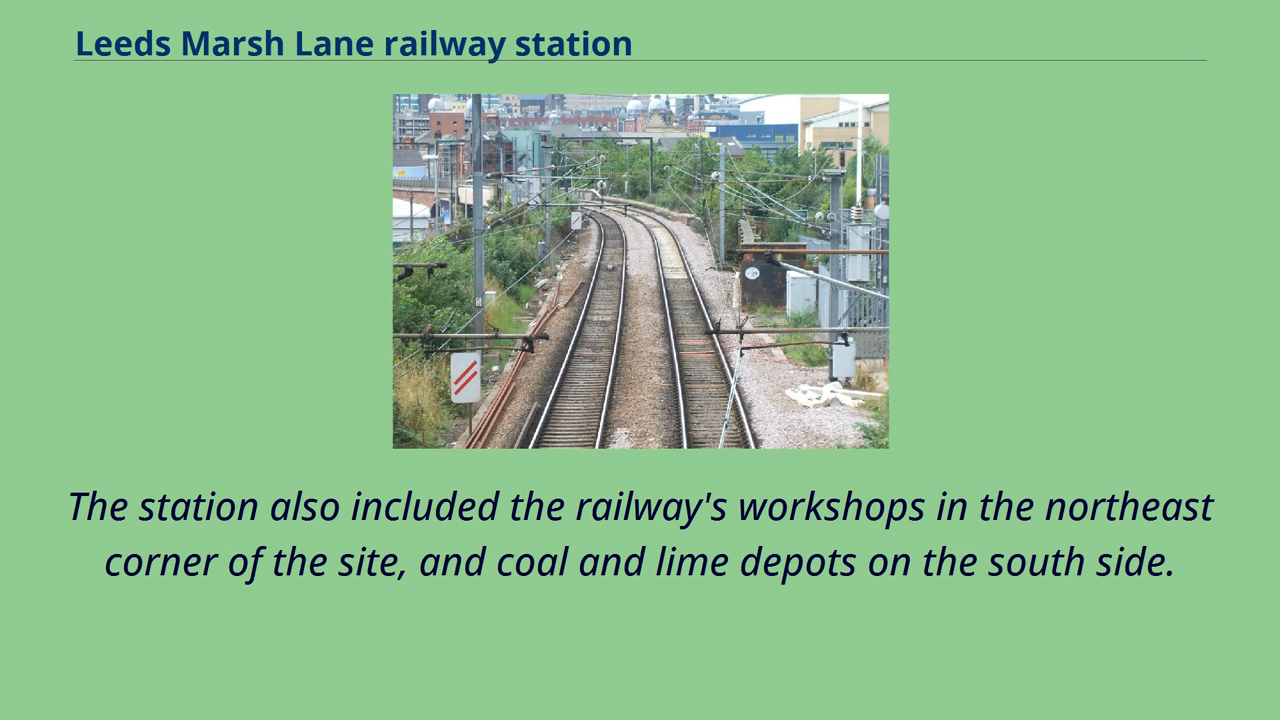 Leeds Marsh Lane railway station
The station also included the railway's workshops in the northeast
corner of the site, and coal and lime depots on the south side.